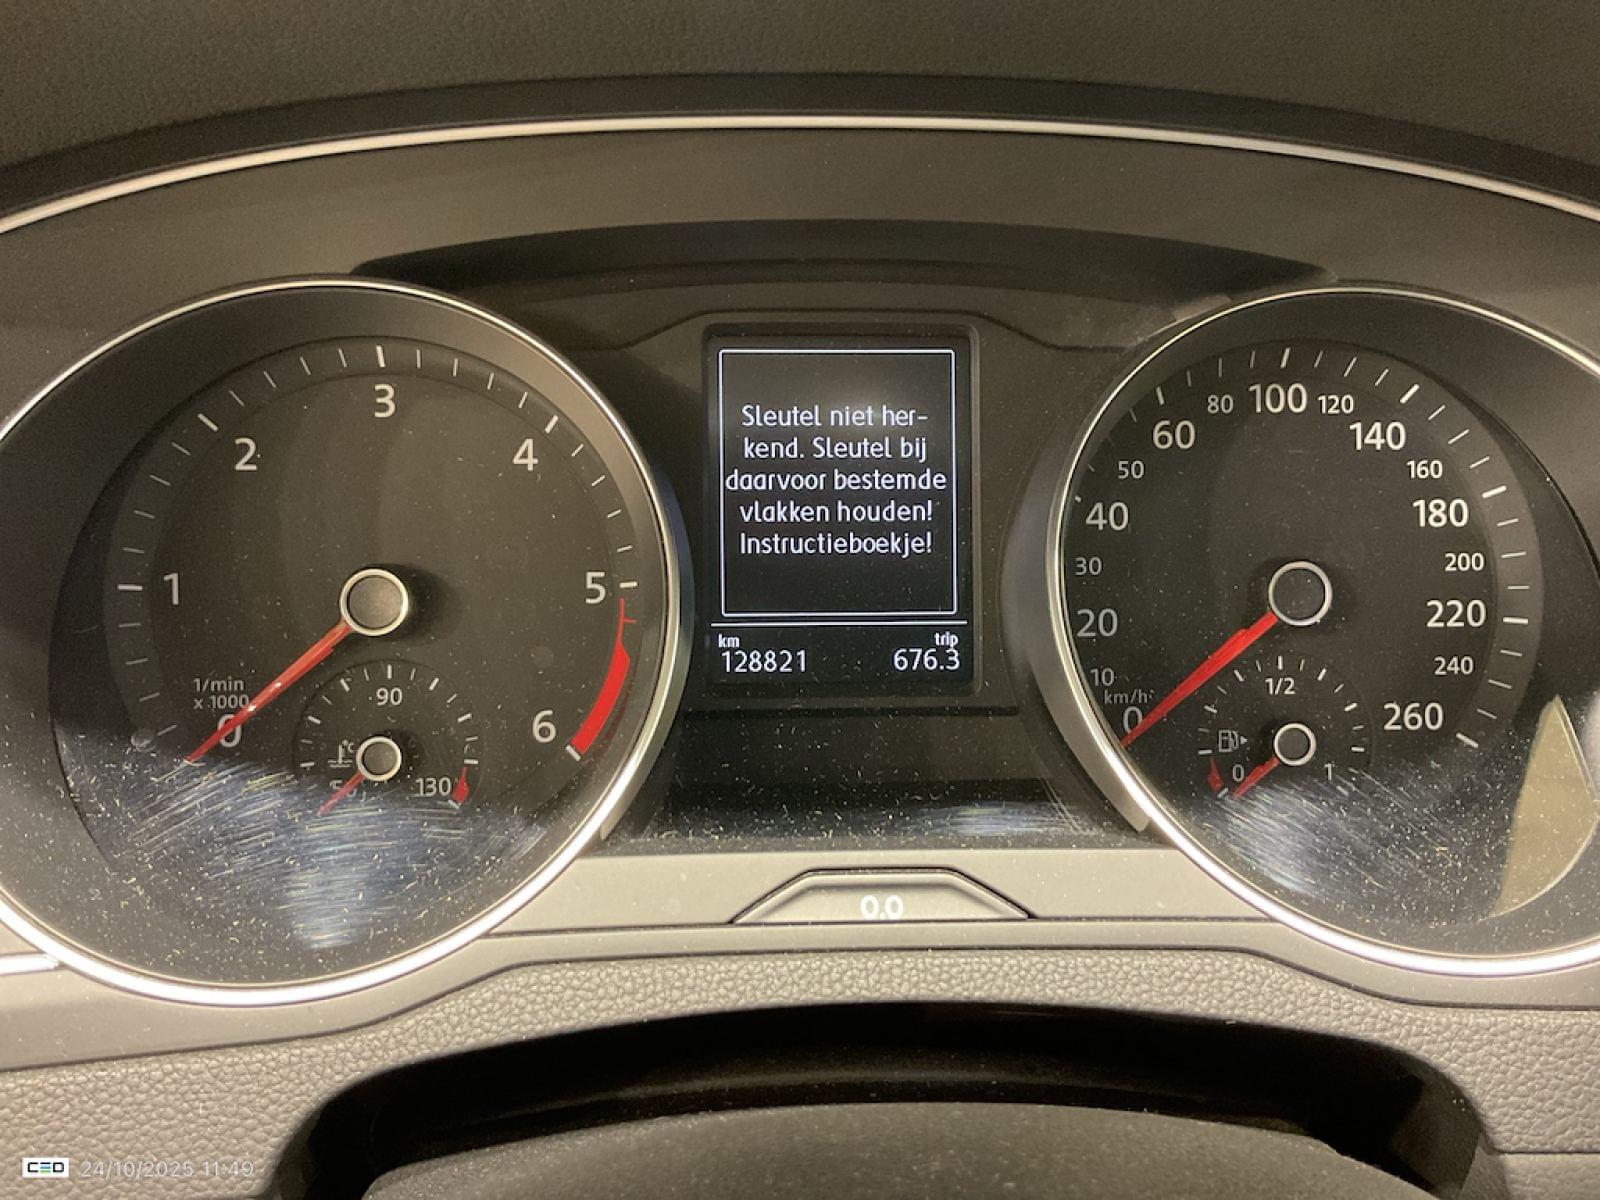 3
2
4
1
5
1/min
x 1000
0
6
90
°C
50
130
Sleutel niet her-
kend. Sleutel bij
daarvoor bestemde
vlakken houden!
Instructieboekje!
km
trip
128821
676.3
0.0
80 100 120
60
140
50
160
40
180
30
200
20
220
10
240
km/h
0
260
1/2
0
1
CEO 24/10/2025 11:49